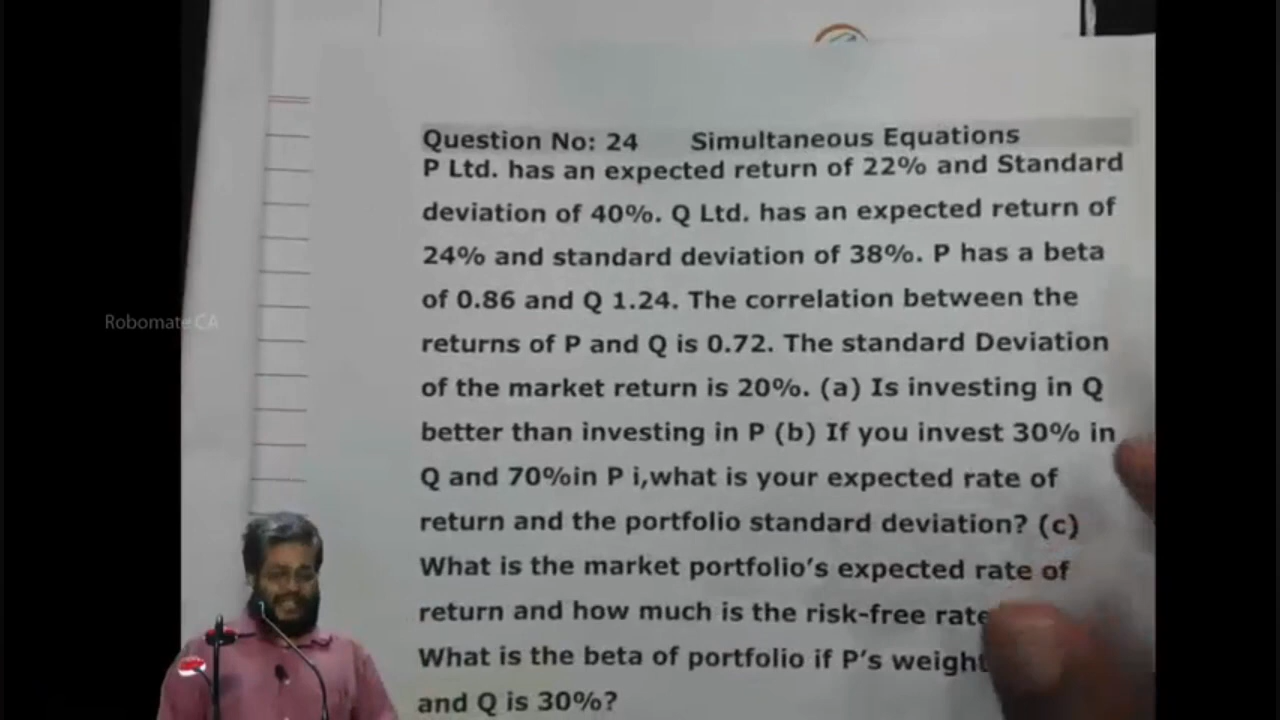 Question No: 24 Simultaneous Equations
P Ltd. has an expected return of 22% and Standard
deviation of 40%. Q Ltd. has an expected return of
24% and standard deviation of 38%. P has a beta
of 0.86 and Q 1.24. The correlation between the
returns of P and Q is 0.72. The standard Deviation
of the market return is 20%. (a) Is investing in Q
better than investing in P (b) If you invest 30% in
Q and 70%in P i,what is your expected rate of
return and the portfolio standard deviation? (c)
What is the market portfolio's expected rate of
return and how much is the risk-free rate
What is the beta of portfolio if P's weight
and Q is 30%?
Robomate CA